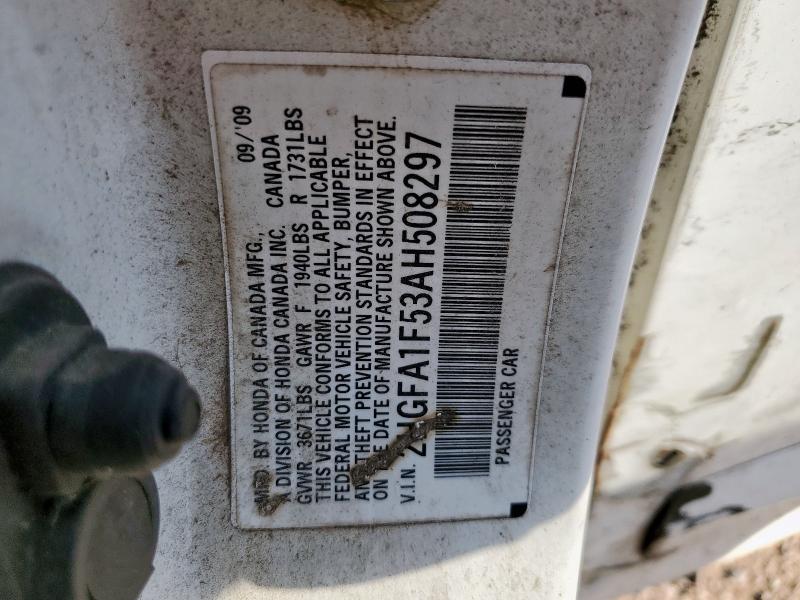 MFD. BY HONDA OF CANADA MFG., 09/'09
A DIVISION OF HONDA CANADA INC. CANADA
GVWR 3671LBS GAWR F 1940LBS R 1731LBS
THIS VEHICLE CONFORMS TO ALL APPLICABLE
FEDERAL MOTOR VEHICLE SAFETY, BUMPER,
AND THEFT PREVENTION STANDARDS IN EFFECT
ON THE DATE OF MANUFACTURE SHOWN ABOVE.
V.I.N. 2HGFA1F53AH508297
PASSENGER CAR